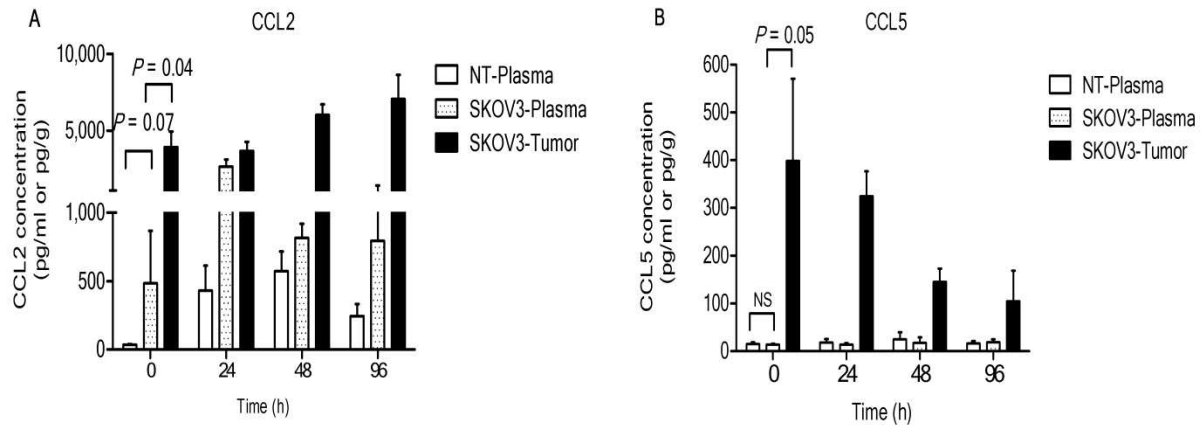 A
CCL2
10,000
5,000
1,000
500
0
P = 0.04
P = 0.07
NT-Plasma
SKOV3-Plasma
SKOV3-Tumor
CCL2 concentration
(pg/ml or pg/g)
0 24 48 96
Time (h)
B
CCL5
600
500
400
300
200
100
0
P = 0.05
NS
NT-Plasma
SKOV3-Plasma
SKOV3-Tumor
CCL5 concentration
(pg/ml or pg/g)
0 24 48 96
Time (h)